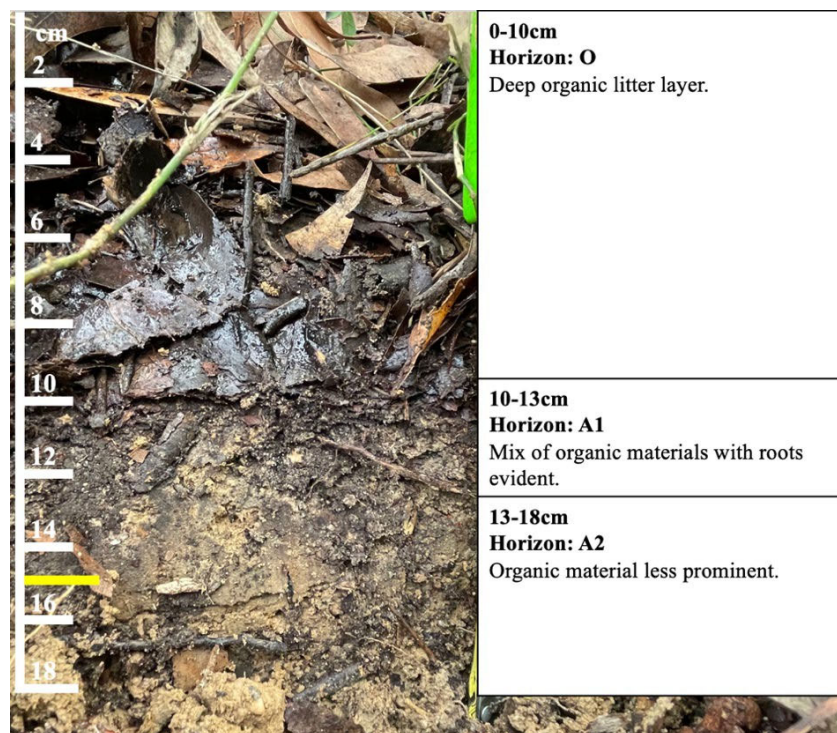 cm
2
4
6
8
10
12
14
16
18
0-10cm
Horizon: O
Deep organic litter layer.
10-13cm
Horizon: A1
Mix of organic materials with roots
evident.
13-18cm
Horizon: A2
Organic material less prominent.